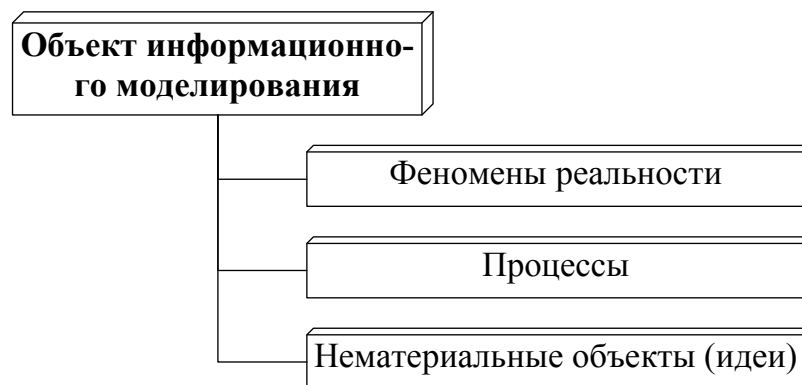 Объект информационно-
го моделирования
Феномены реальности
Процессы
Нематериальные объекты (идеи)